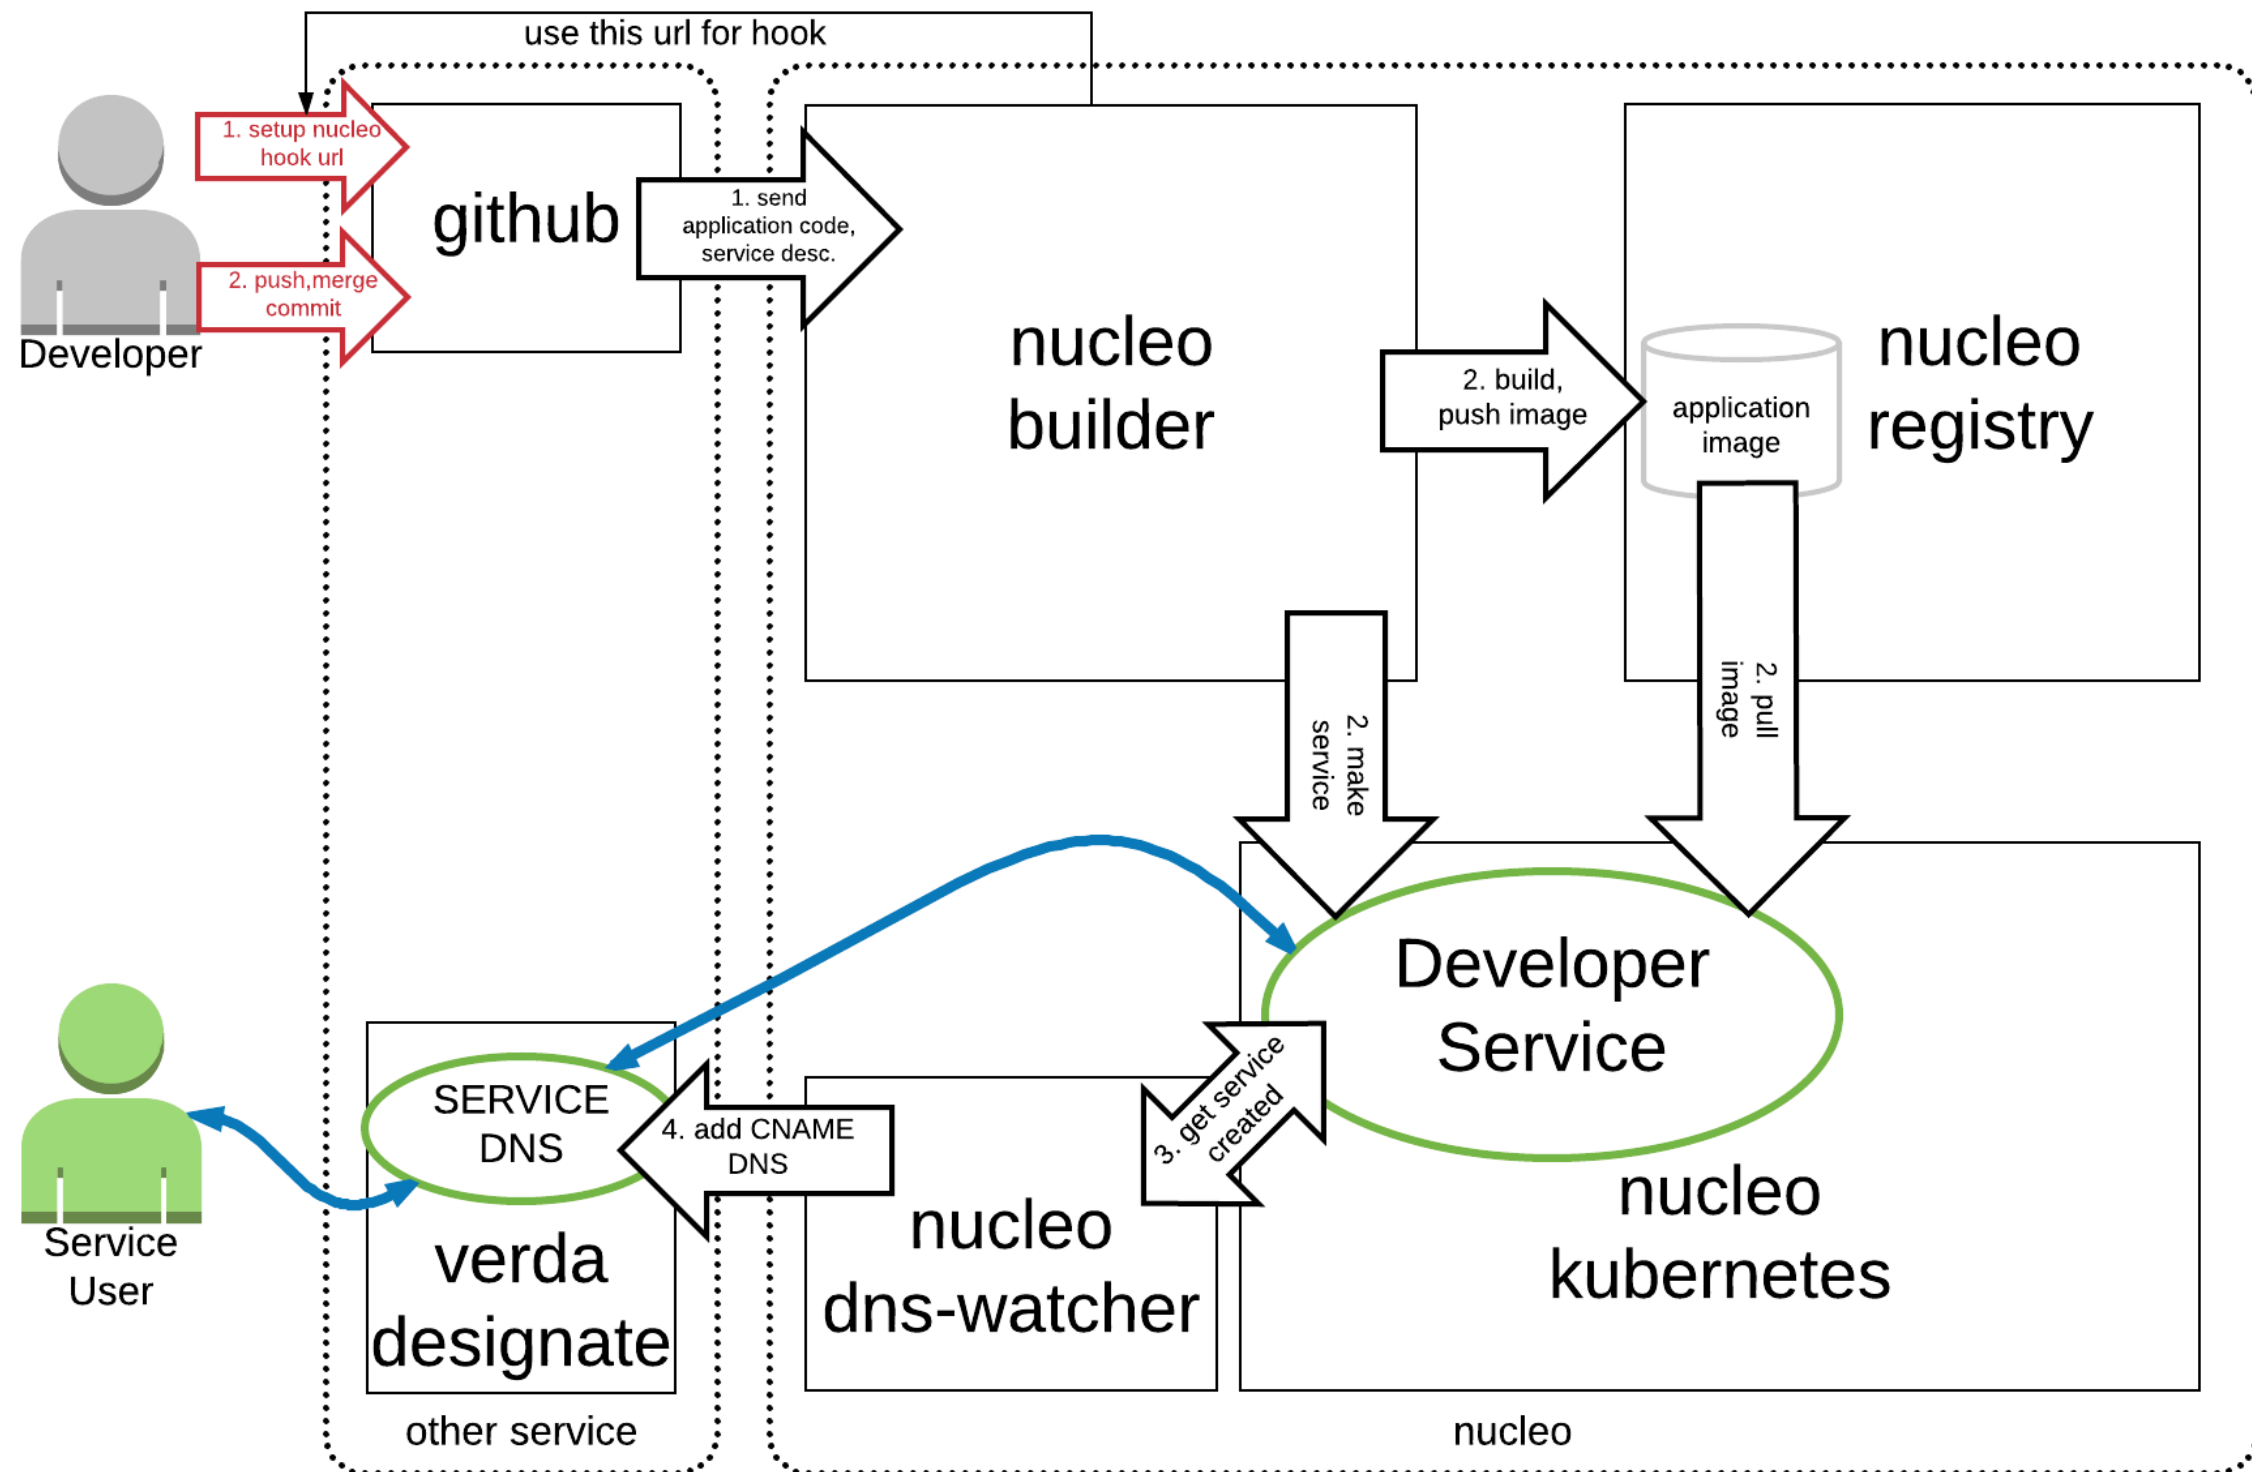 use this url for hook
1. setup nucleo
hook url
2. push,merge
commit
Developer
github
1. send
application code,
service desc.
nucleo
builder
2. build,
push image
application
image
nucleo
registry
2. make
service
2. pull
image
Developer
Service
3. get service
created
nucleo
kubernetes
4. add CNAME
DNS
nucleo
dns-watcher
SERVICE
DNS
verda
designate
Service
User
other service
nucleo